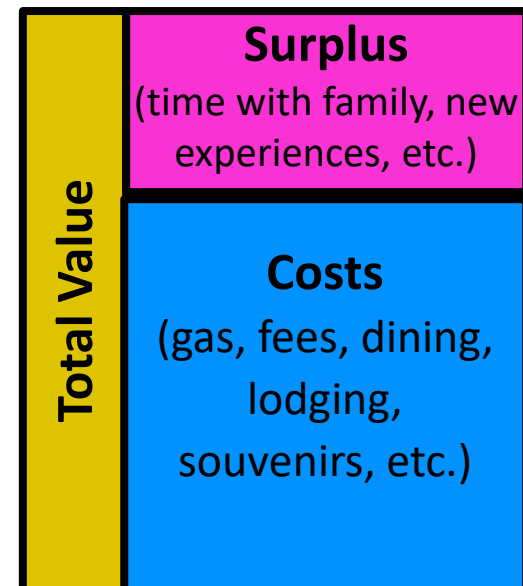 Total Value
Surplus
(time with family, new
experiences, etc.)
Costs
(gas, fees, dining,
lodging,
souvenirs, etc.)